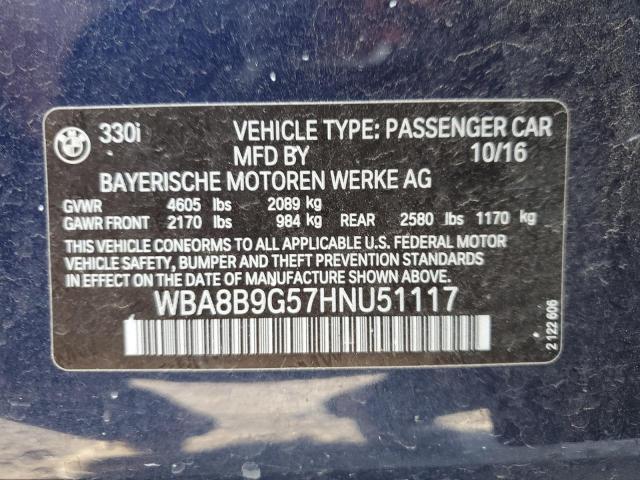 330i VEHICLE TYPE: PASSENGER CAR
MFD BY 10/16
BAYERISCHE MOTOREN WERKE AG
GVWR 4605 lbs 2089 kg
GAWR FRONT 2170 lbs 984 kg REAR 2580 lbs 1170 kg
THIS VEHICLE CONFORMS TO ALL APPLICABLE U.S. FEDERAL MOTOR
VEHICLE SAFETY, BUMPER AND THEFT PREVENTION STANDARDS
IN EFFECT ON THE DATE OF MANUFACTURE SHOWN ABOVE.
WBA8B9G57HNU51117
2 122 606